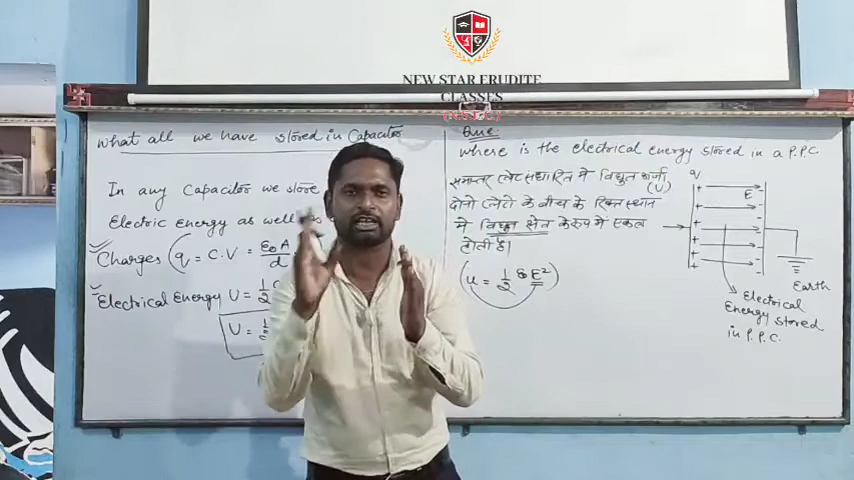 NEW STAR ERUDITE
CLASSES
What all we have stored in Capacitor
In any Capacitor we store
Electric energy as well as
Charges (q = C.V = ε₀A/d
Electrical Energy U = 1/2
U = 1/2
Que:-
where is the electrical energy stored in a P.P.C.
समान्तर प्लेट संधारित्र में विद्युत ऊर्जा
(U)
दोनो प्लेटो के बीच के रिक्त स्थान
में विद्युत क्षेत्र के रूप में एकत्र
होती है।
(u = 1/2 ε E²)
q
E
Earth
Electrical
Energy stored
in P.P.C.